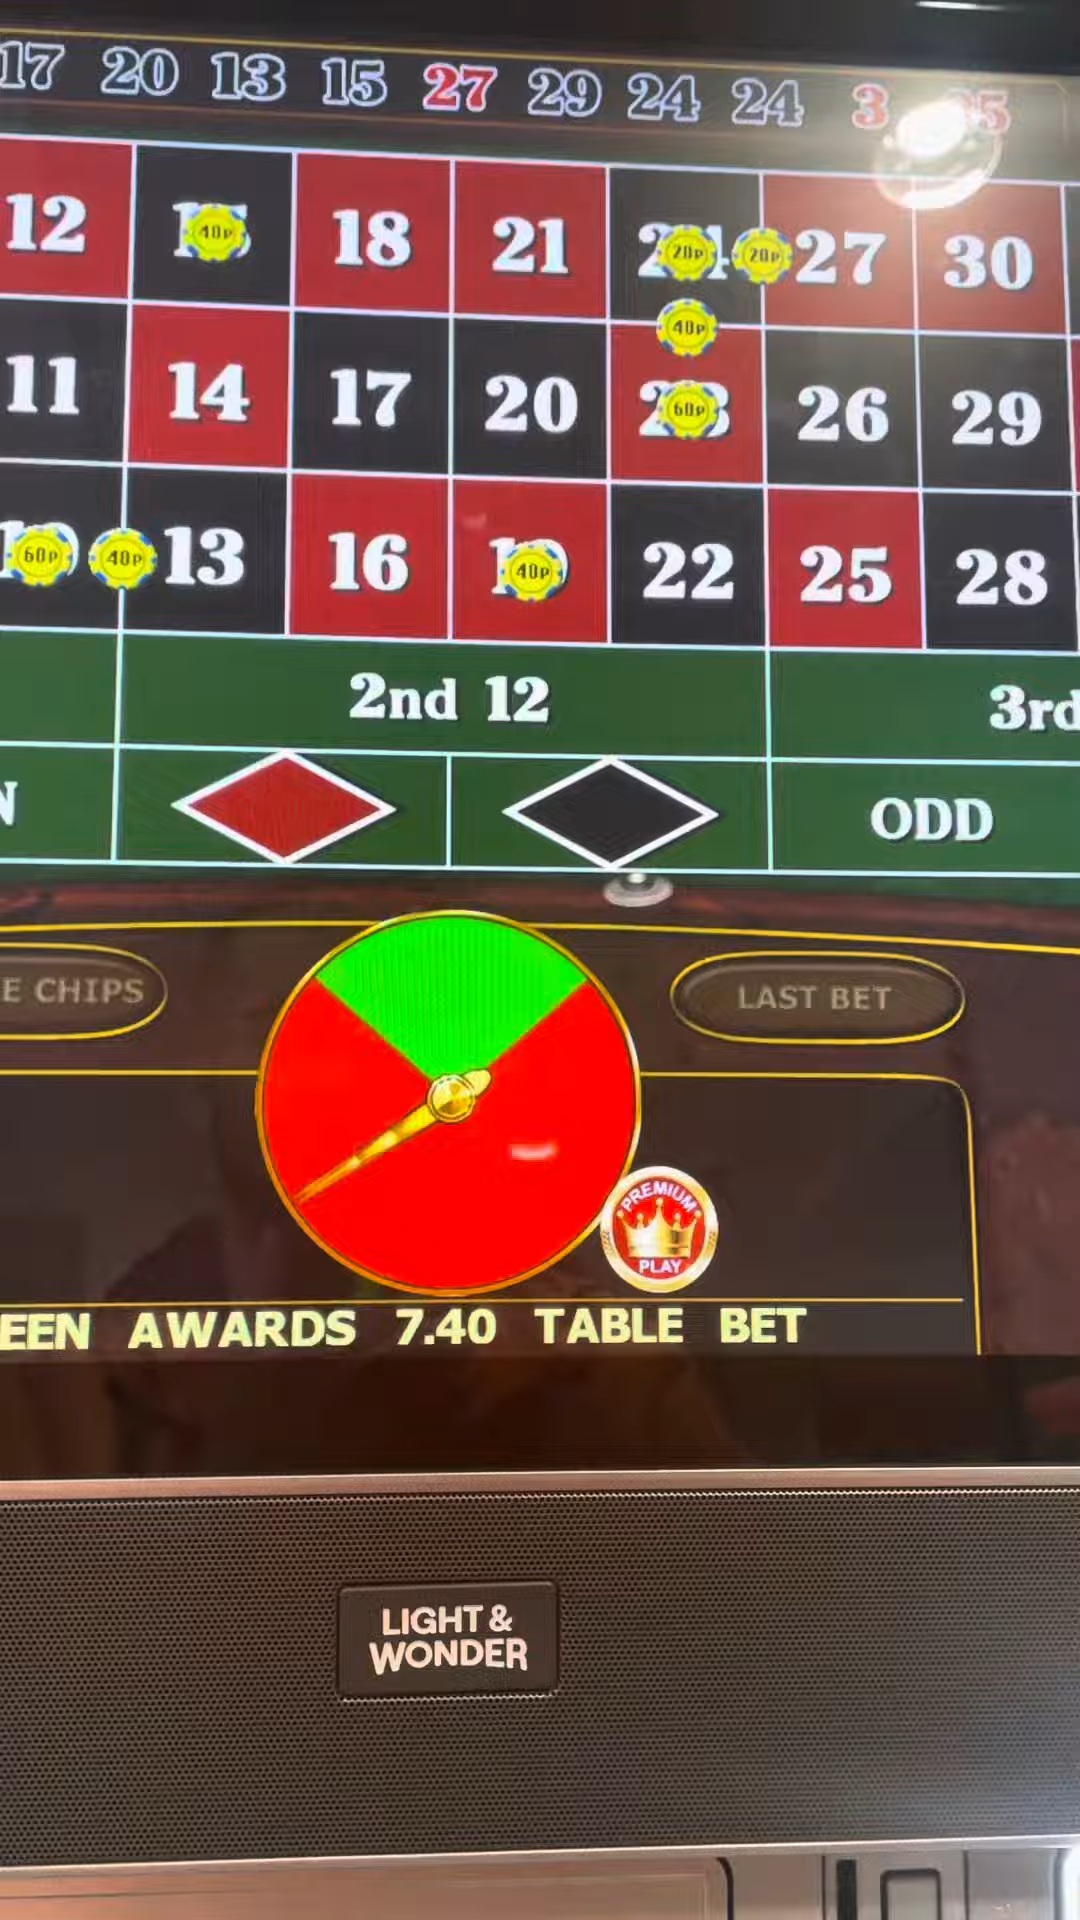 17 20 13 15 27 29 24 24 3
12 40P 18 21 20P 20P 27 30
40P
11 14 17 20 60P 26 29
60P 40P 13 16 40P 22 25 28
2nd 12 3rd
N ODD
E CHIPS LAST BET
PREMIUM
PLAY
EEN AWARDS 7.40 TABLE BET
LIGHT &
WONDER